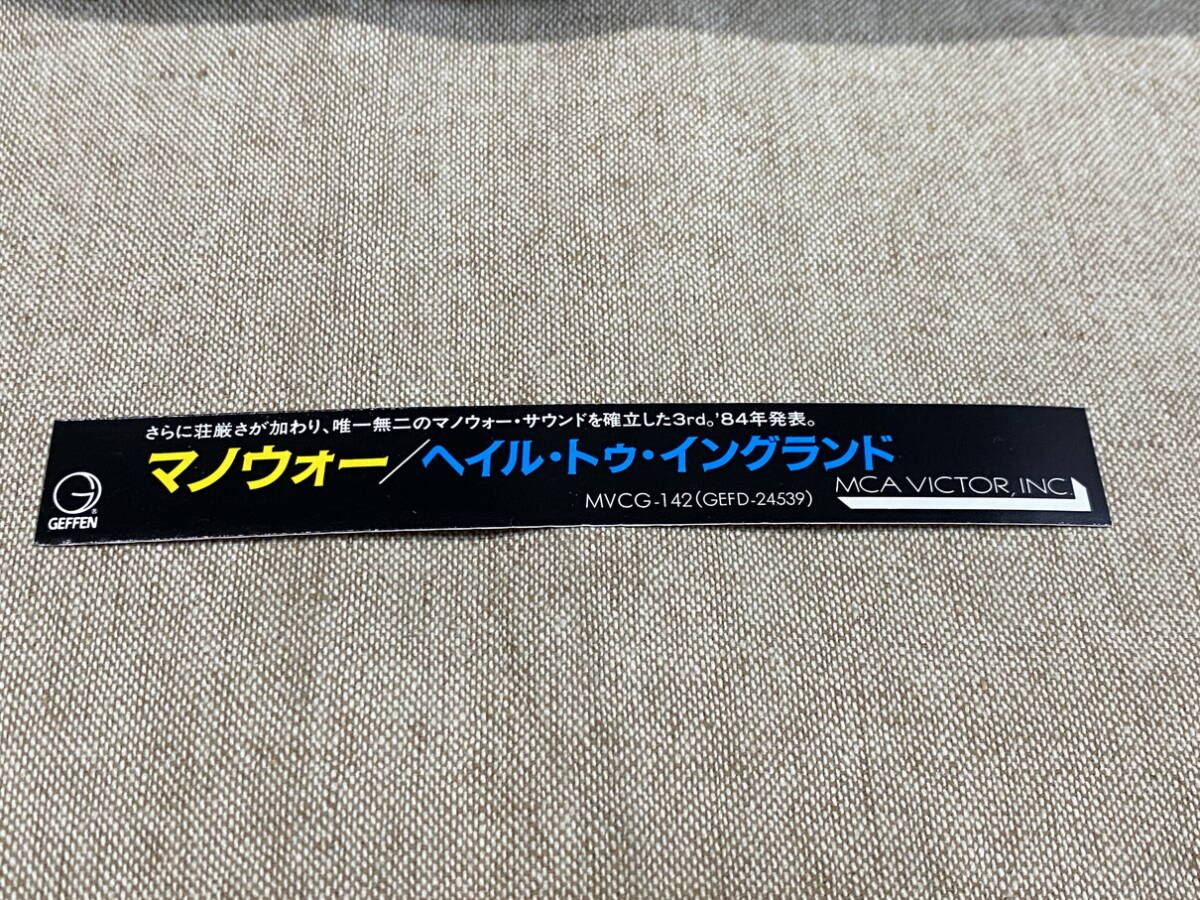 さらに荘厳さが加わり、唯一無二のマノウォー・サウンドを確立した3rd。'84年発表。
マノウォー/ヘイル・トゥ・イングランド
MVCG-142(GEFD-24539)
MCA VICTOR, INC.
G
®
GEFFEN